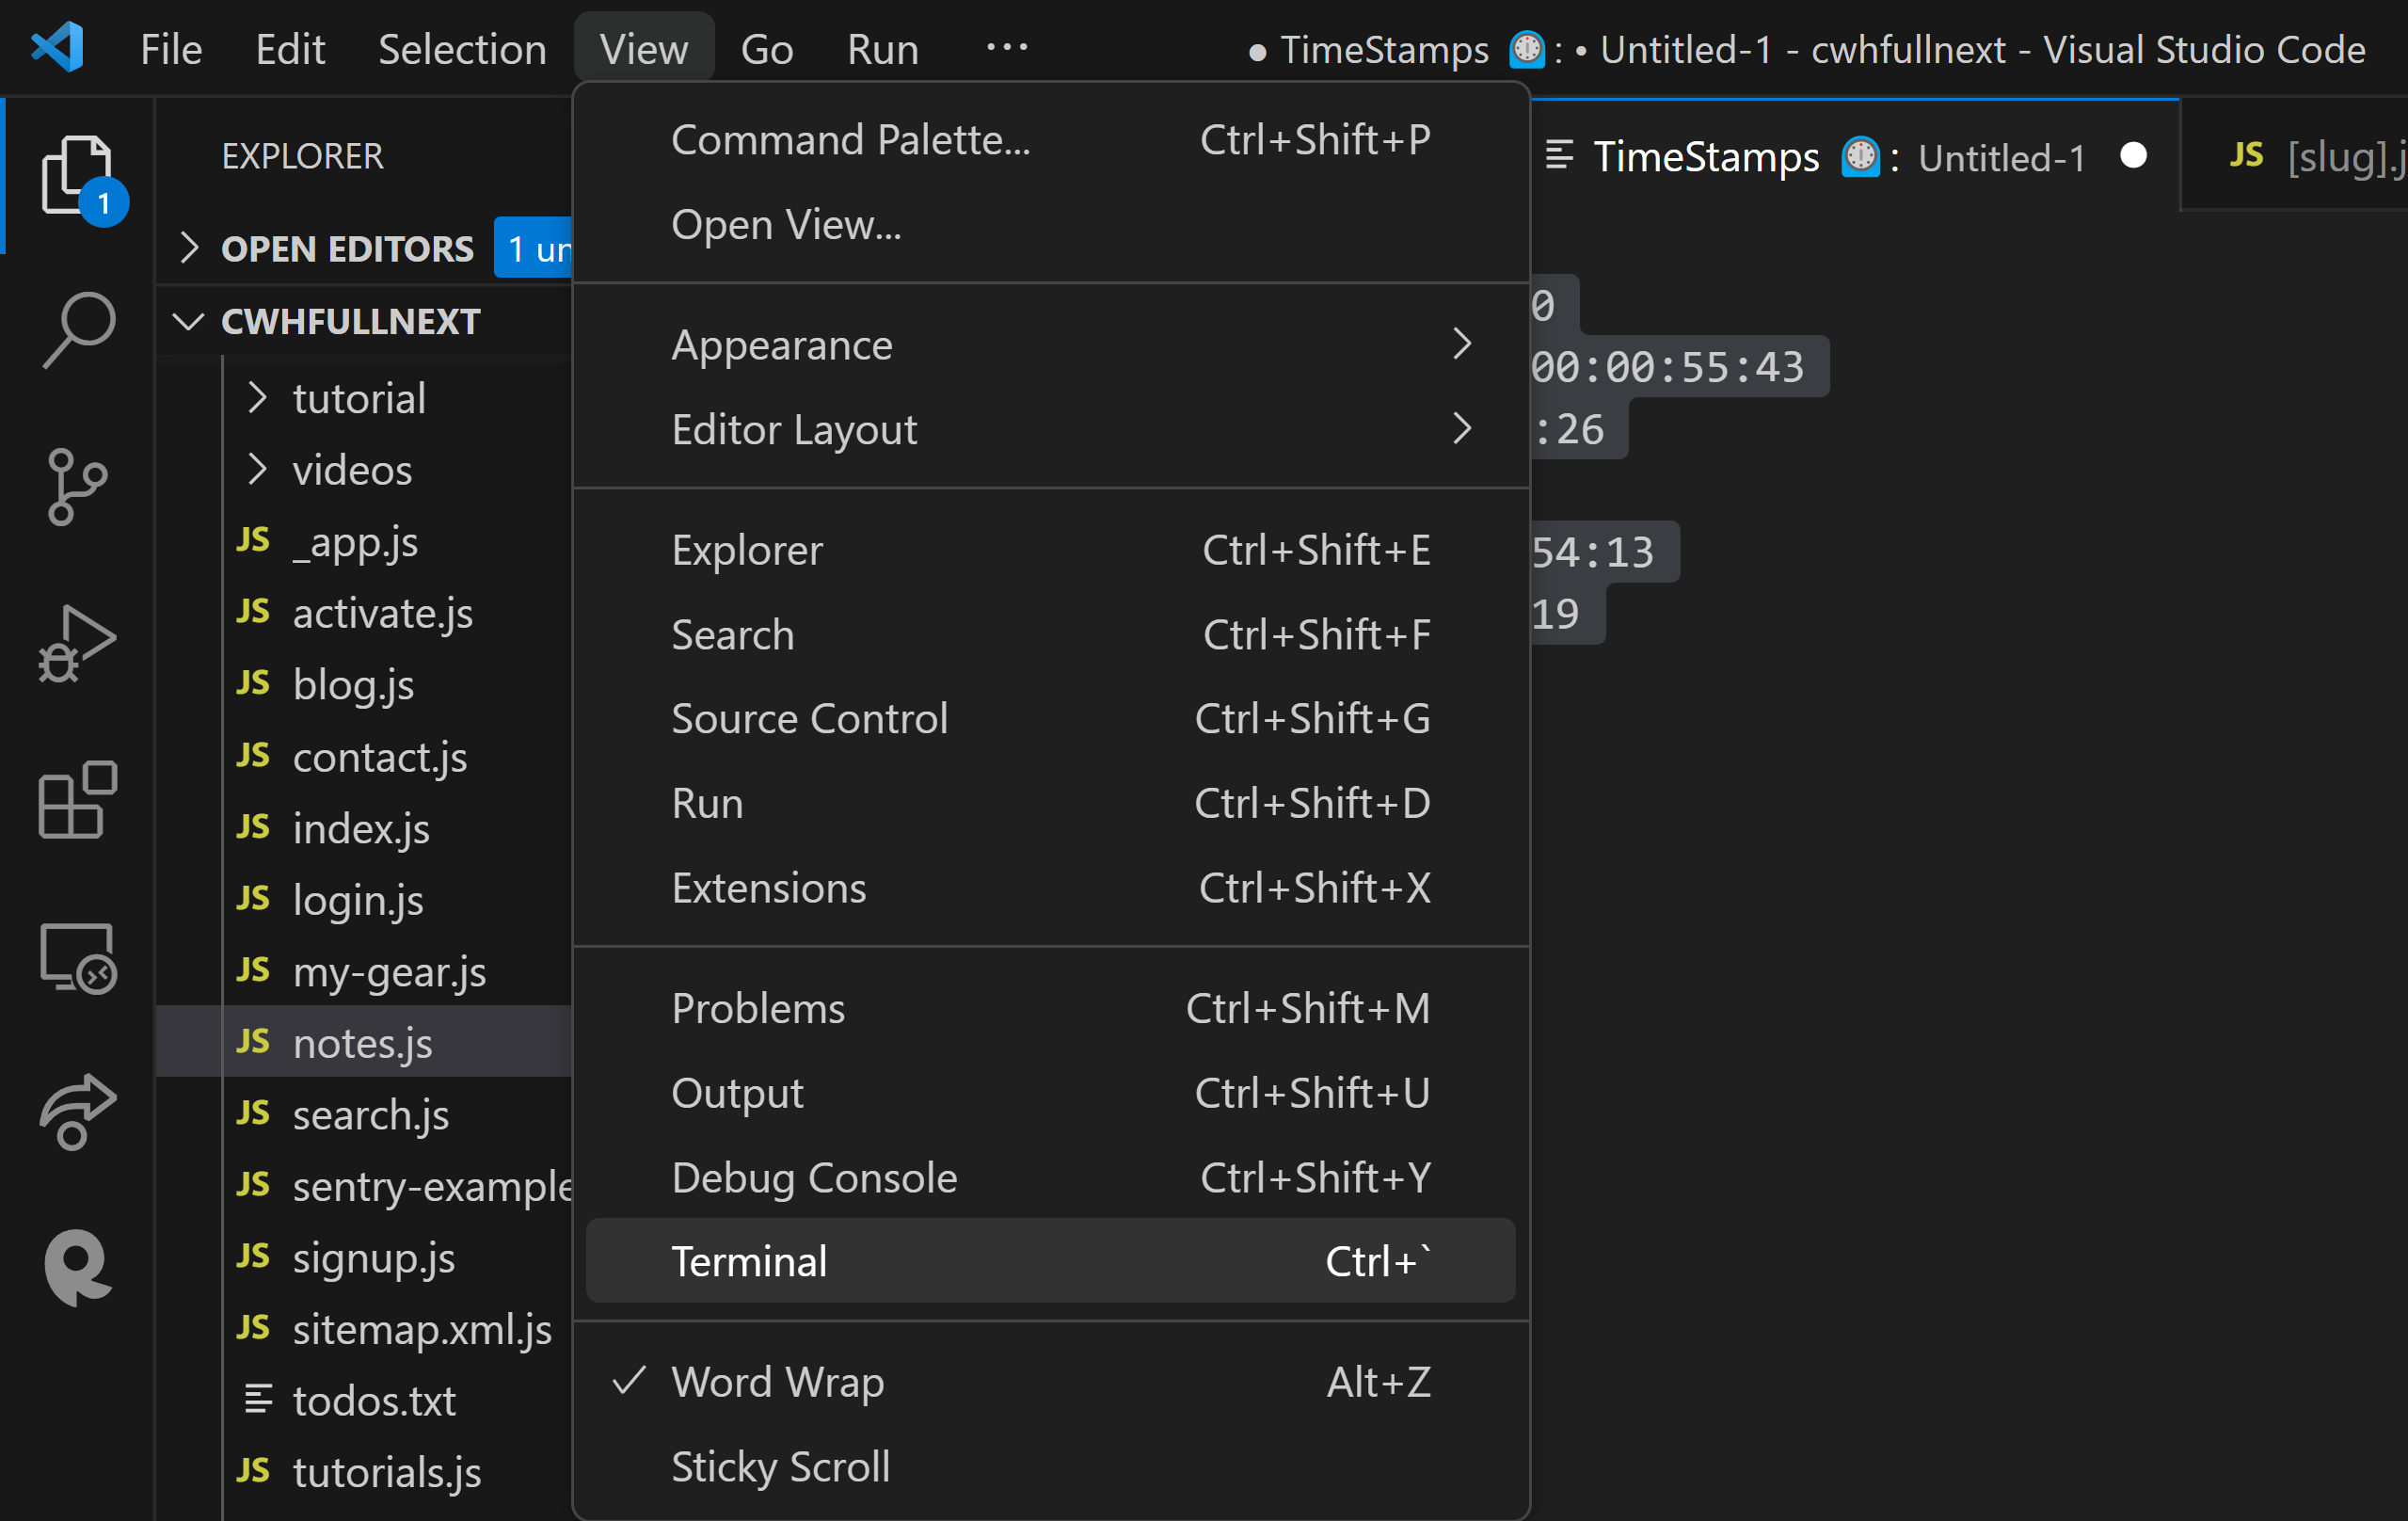 File Edit Selection View Go Run ...
● TimeStamps : • Untitled-1 - cwhfullnext - Visual Studio Code
1
EXPLORER
OPEN EDITORS 1 un
CWHFULLNEXT
tutorial
videos
JS _app.js
JS activate.js
JS blog.js
JS contact.js
JS index.js
JS login.js
JS my-gear.js
JS notes.js
JS search.js
JS sentry-example
JS signup.js
JS sitemap.xml.js
todos.txt
JS tutorials.js
Command Palette... Ctrl+Shift+P
Open View...
Appearance
Editor Layout
Explorer Ctrl+Shift+E
Search Ctrl+Shift+F
Source Control Ctrl+Shift+G
Run Ctrl+Shift+D
Extensions Ctrl+Shift+X
Problems Ctrl+Shift+M
Output Ctrl+Shift+U
Debug Console Ctrl+Shift+Y
Terminal Ctrl+`
Word Wrap Alt+Z
Sticky Scroll
TimeStamps : Untitled-1 ●
JS [slug].j
0
00:00:55:43
:26
54:13
19